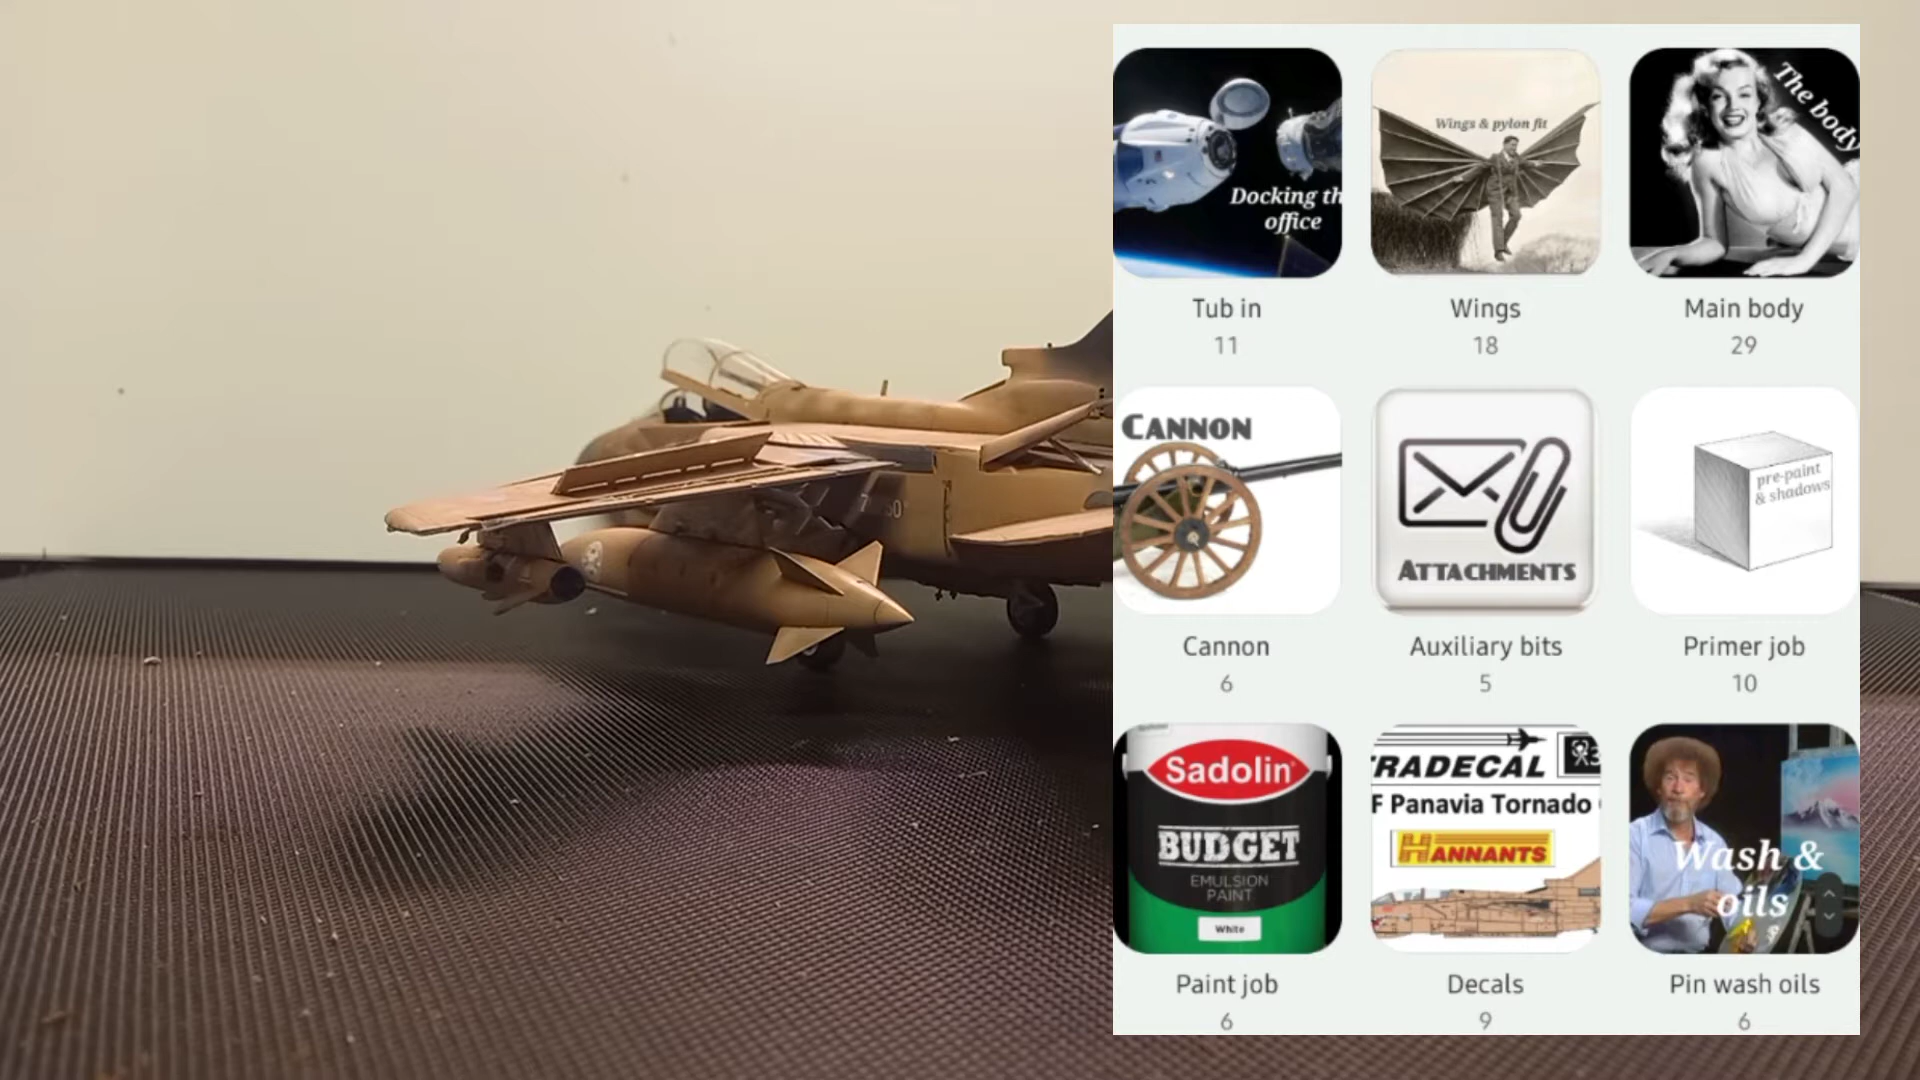 Docking th
office
Wings & pylon fit
The body
Tub in
Wings
Main body
11
18
29
CANNON
ATTACHMENTS
pre-paint
& shadows
Cannon
Auxiliary bits
Primer job
6
5
10
Sadolin
BUDGET
EMULSION
PAINT
White
TRADECAL
F Panavia Tornado
HANNANTS
Wash &
oils
Paint job
Decals
Pin wash oils
6
9
6